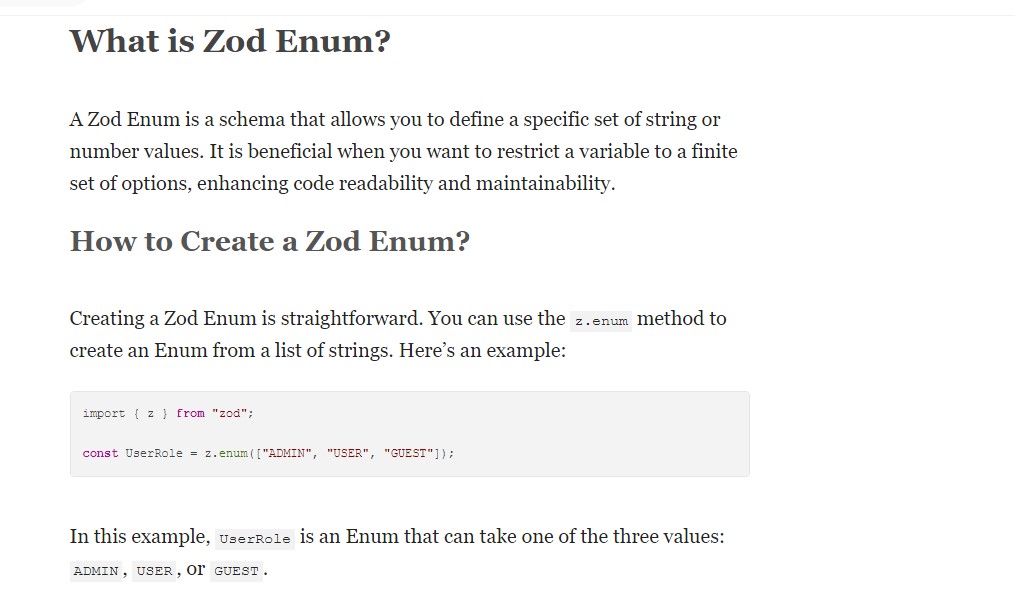 What is Zod Enum?
A Zod Enum is a schema that allows you to define a specific set of string or
number values. It is beneficial when you want to restrict a variable to a finite
set of options, enhancing code readability and maintainability.
How to Create a Zod Enum?
Creating a Zod Enum is straightforward. You can use the z.enum method to
create an Enum from a list of strings. Here’s an example:
import { z } from "zod";
const UserRole = z.enum(["ADMIN", "USER", "GUEST"]);
In this example, UserRole is an Enum that can take one of the three values:
ADMIN, USER, or GUEST.